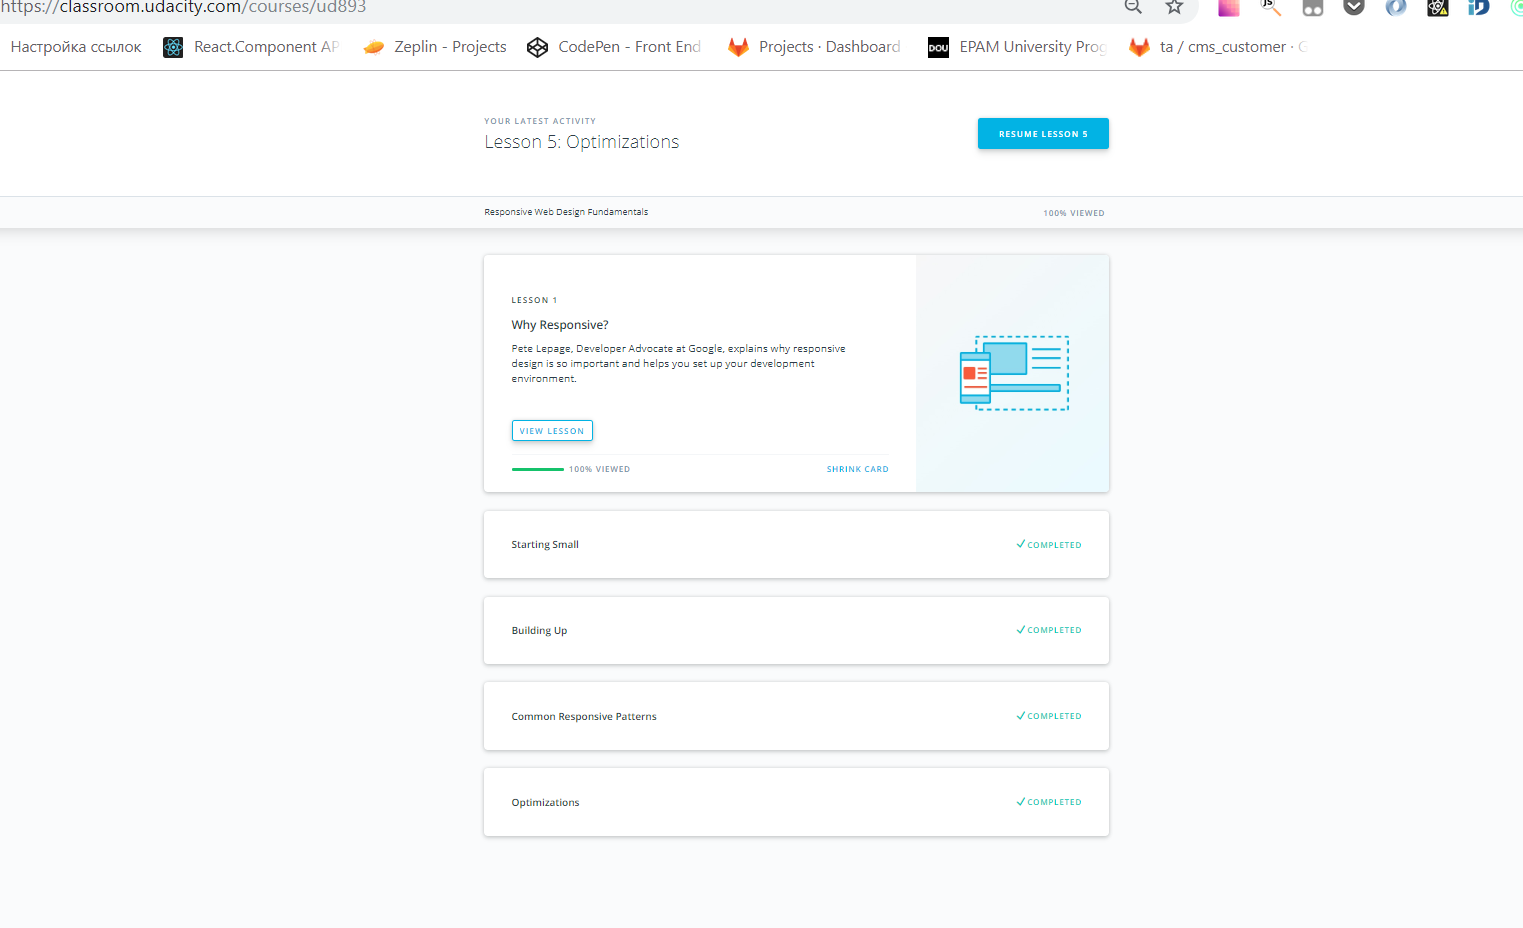 https://classroom.udacity.com/courses/ud893
Настройка ссылок React.Component AP Zeplin - Projects CodePen - Front End Projects · Dashboard DOU EPAM University Prog ta / cms_customer · G
YOUR LATEST ACTIVITY
Lesson 5: Optimizations
RESUME LESSON 5
Responsive Web Design Fundamentals
100% VIEWED
LESSON 1
Why Responsive?
Pete Lepage, Developer Advocate at Google, explains why responsive
design is so important and helps you set up your development
environment.
VIEW LESSON
100% VIEWED
SHRINK CARD
Starting Small
COMPLETED
Building Up
COMPLETED
Common Responsive Patterns
COMPLETED
Optimizations
COMPLETED